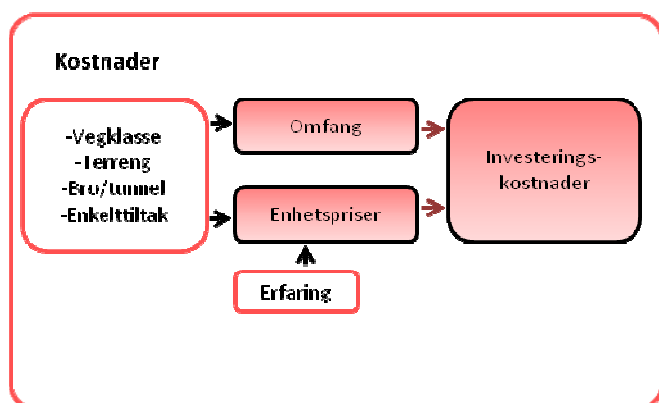 Kostnader
-Vegklasse
-Terreng
-Bro/tunnel
-Enkelttiltak
Omfang
Enhetspriser
Erfaring
Investerings-
kostnader